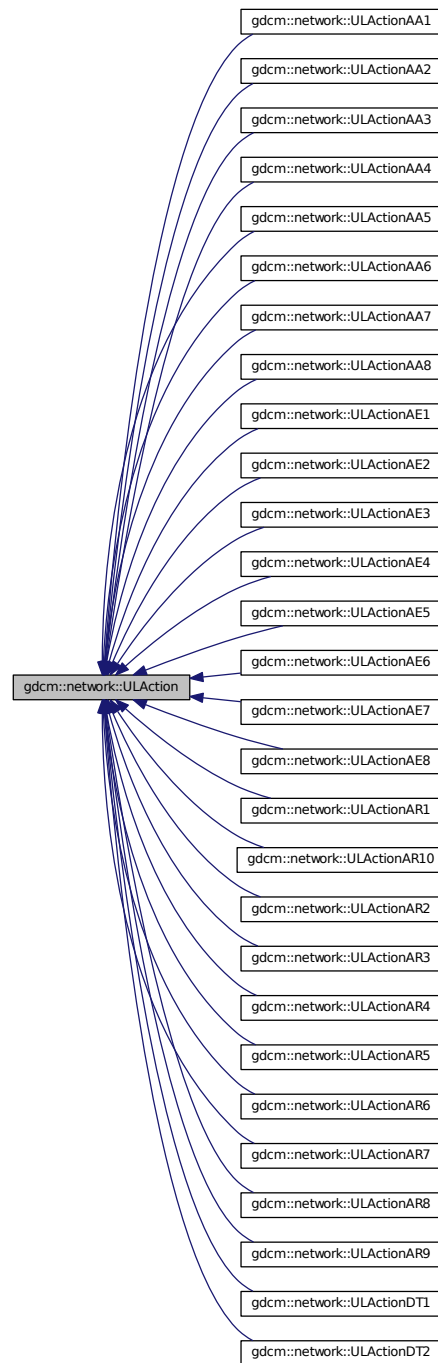 gdcm::network::ULActionAA1
gdcm::network::ULActionAA2
gdcm::network::ULActionAA3
gdcm::network::ULActionAA4
gdcm::network::ULActionAA5
gdcm::network::ULActionAA6
gdcm::network::ULActionAA7
gdcm::network::ULActionAA8
gdcm::network::ULActionAE1
gdcm::network::ULActionAE2
gdcm::network::ULActionAE3
gdcm::network::ULActionAE4
gdcm::network::ULActionAE5
gdcm::network::ULActionAE6
gdcm::network::ULAction
gdcm::network::ULActionAE7
gdcm::network::ULActionAE8
gdcm::network::ULActionAR1
gdcm::network::ULActionAR10
gdcm::network::ULActionAR2
gdcm::network::ULActionAR3
gdcm::network::ULActionAR4
gdcm::network::ULActionAR5
gdcm::network::ULActionAR6
gdcm::network::ULActionAR7
gdcm::network::ULActionAR8
gdcm::network::ULActionAR9
gdcm::network::ULActionDT1
gdcm::network::ULActionDT2